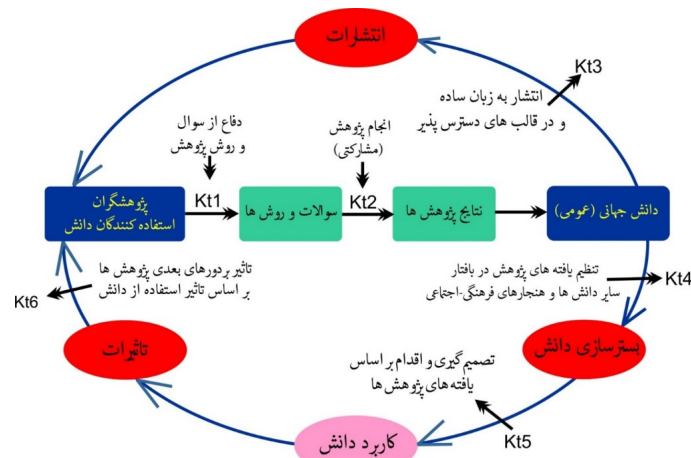 انتشارات
Kt3
انتشار به زبان ساده
و در قالب های دسترس پذیر
دفاع از سوال
و روش پژوهش
انجام پژوهش
(مشارکتی)
پژوهشگران
استفاده کنندگان دانش
Kt1
سوالات و روش ها
Kt2
نتایج پژوهش ها
دانش جهانی (عمومی)
تنظیم یافته های پژوهش در بافتار
سایر دانش ها و هنجارهای فرهنگی-اجتماعی
Kt4
تاثیر بردورهای بعدی پژوهش ها
بر اساس تاثیر استفاده از دانش
Kt6
تاثیرات
بسترسازی دانش
تصمیم گیری و اقدام بر اساس
یافته های پژوهش ها
Kt5
کاربرد دانش